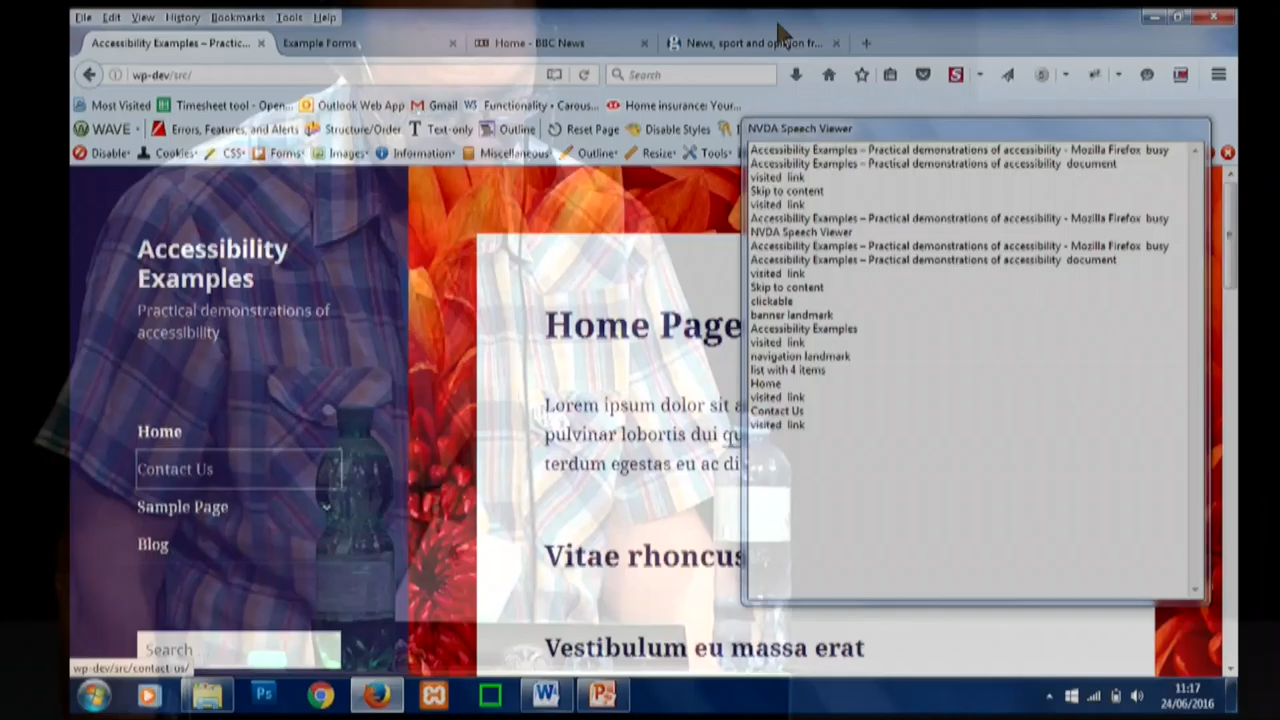 File Edit View History Bookmarks Tools Help
Accessibility Examples – Practic... × Example Forms × Home - BBC News × News, sport and opinion fr... × +
wp-dev/src/ Search
Most Visited Timesheet tool - Open... Outlook Web App Gmail Functionality - Carous... Home insurance: Your...
WAVE Errors, Features, and Alerts Structure/Order Text-only Outline Reset Page Disable Styles
Disable Cookies CSS Forms Images Information Miscellaneous Outline Resize Tools
Accessibility
Examples
Practical demonstrations of
accessibility
Home
Contact Us
Sample Page
Blog
Search
wp-dev/src/contact-us/
Home Page
Lorem ipsum dolor sit a
pulvinar lobortis dui qu
terdum egestas eu ac di
Vitae rhoncus
Vestibulum eu massa erat
NVDA Speech Viewer
Accessibility Examples – Practical demonstrations of accessibility - Mozilla Firefox busy
Accessibility Examples – Practical demonstrations of accessibility document
visited link
Skip to content
visited link
Accessibility Examples – Practical demonstrations of accessibility - Mozilla Firefox busy
NVDA Speech Viewer
Accessibility Examples – Practical demonstrations of accessibility - Mozilla Firefox busy
Accessibility Examples – Practical demonstrations of accessibility document
visited link
Skip to content
clickable
banner landmark
Accessibility Examples
visited link
navigation landmark
list with 4 items
Home
visited link
Contact Us
visited link
Ps W P
11:17
24/06/2016